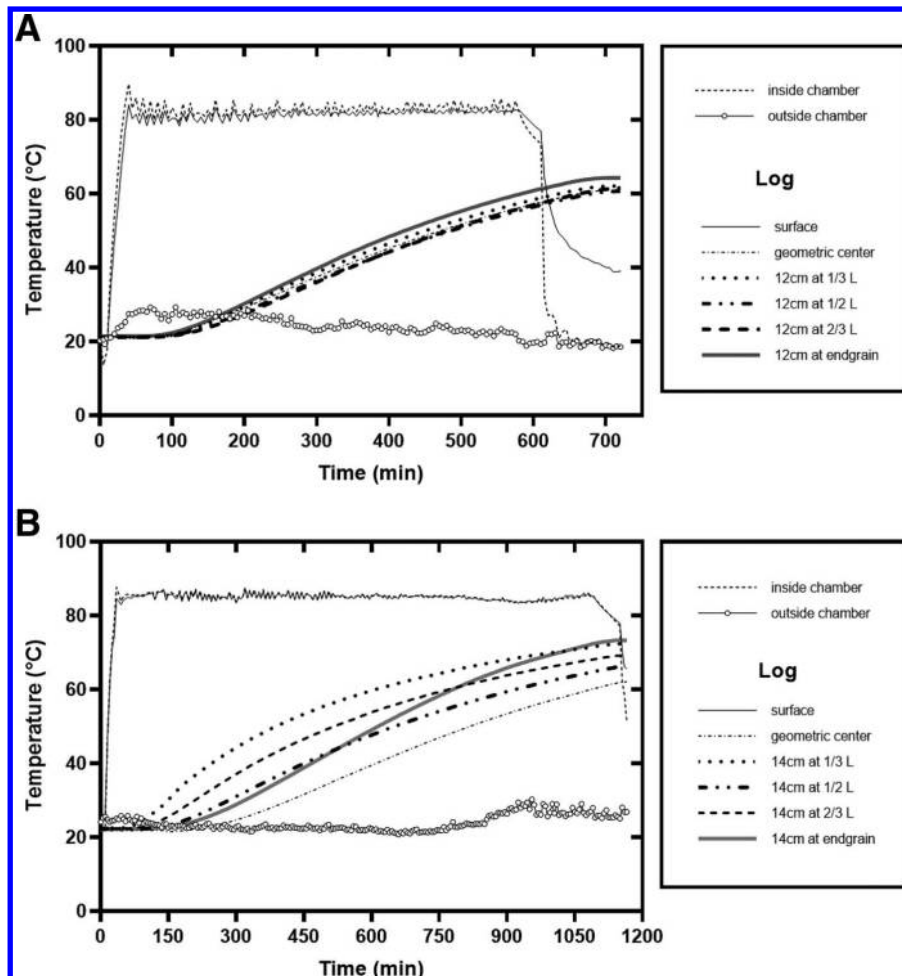 A
100
80
60
40
20
0
Temperature (°C)
0 100 200 300 400 500 600 700
Time (min)
inside chamber
outside chamber
Log
surface
geometric center
12cm at 1/3 L
12cm at 1/2 L
12cm at 2/3 L
12cm at endgrain
B
100
80
60
40
20
0
Temperature (°C)
0 150 300 450 600 750 900 1050 1200
Time (min)
inside chamber
outside chamber
Log
surface
geometric center
14cm at 1/3 L
14cm at 1/2 L
14cm at 2/3 L
14cm at endgrain